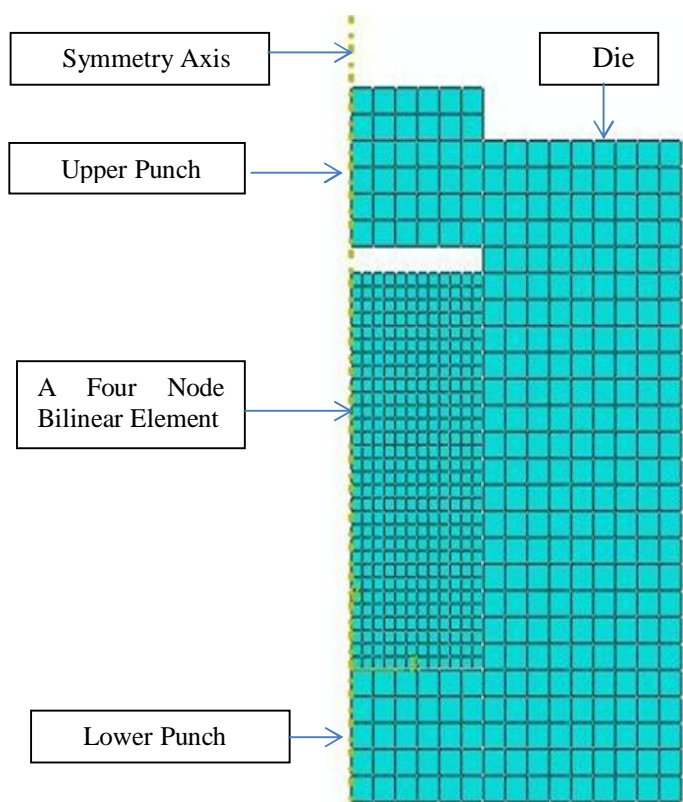 Symmetry Axis
Die
Upper Punch
A Four Node
Bilinear Element
Lower Punch